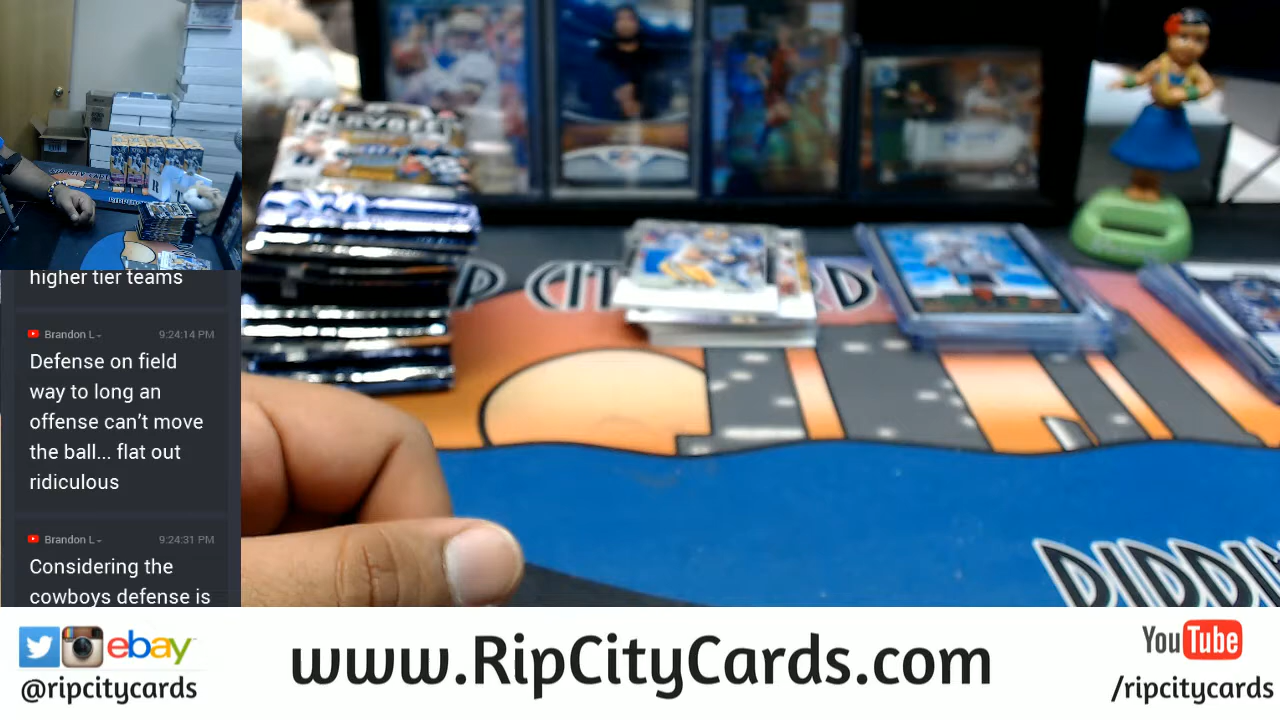 higher tier teams
Brandon L 9:24:14 PM
Defense on field
way to long an
offense can't move
the ball... flat out
ridiculous
Brandon L 9:24:31 PM
Considering the
cowboys defense is
ebay
@ripcitycards
www.RipCityCards.com
YouTube
/ripcitycards